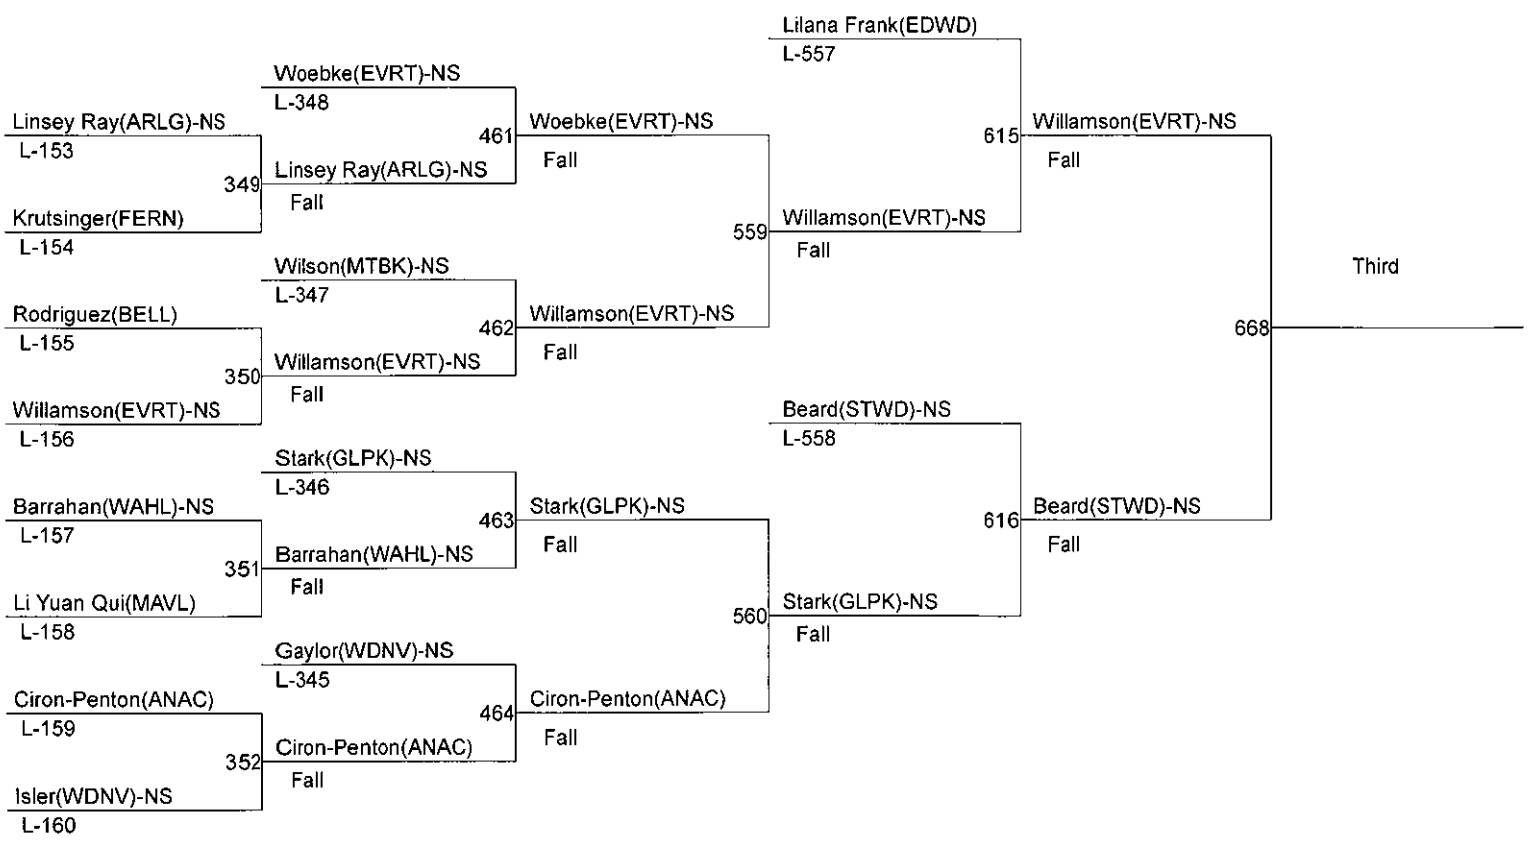 Lilana Frank(EDWD)
L-557
Woebke(EVRT)-NS
L-348
Linsey Ray(ARLG)-NS
L-153
461
Woebke(EVRT)-NS
Fall
615
Willamson(EVRT)-NS
Fall
349
Linsey Ray(ARLG)-NS
Fall
Krutsinger(FERN)
L-154
559
Willamson(EVRT)-NS
Fall
Wilson(MTBK)-NS
L-347
Third
Rodriguez(BELL)
L-155
462
Willamson(EVRT)-NS
Fall
668
350
Willamson(EVRT)-NS
Fall
Willamson(EVRT)-NS
L-156
Beard(STWD)-NS
L-558
Stark(GLPK)-NS
L-346
Barrahan(WAHL)-NS
L-157
463
Stark(GLPK)-NS
Fall
616
Beard(STWD)-NS
Fall
351
Barrahan(WAHL)-NS
Fall
Li Yuan Qui(MAVL)
L-158
560
Stark(GLPK)-NS
Fall
Gaylor(WDNV)-NS
L-345
Ciron-Penton(ANAC)
L-159
464
Ciron-Penton(ANAC)
Fall
352
Ciron-Penton(ANAC)
Fall
Isler(WDNV)-NS
L-160